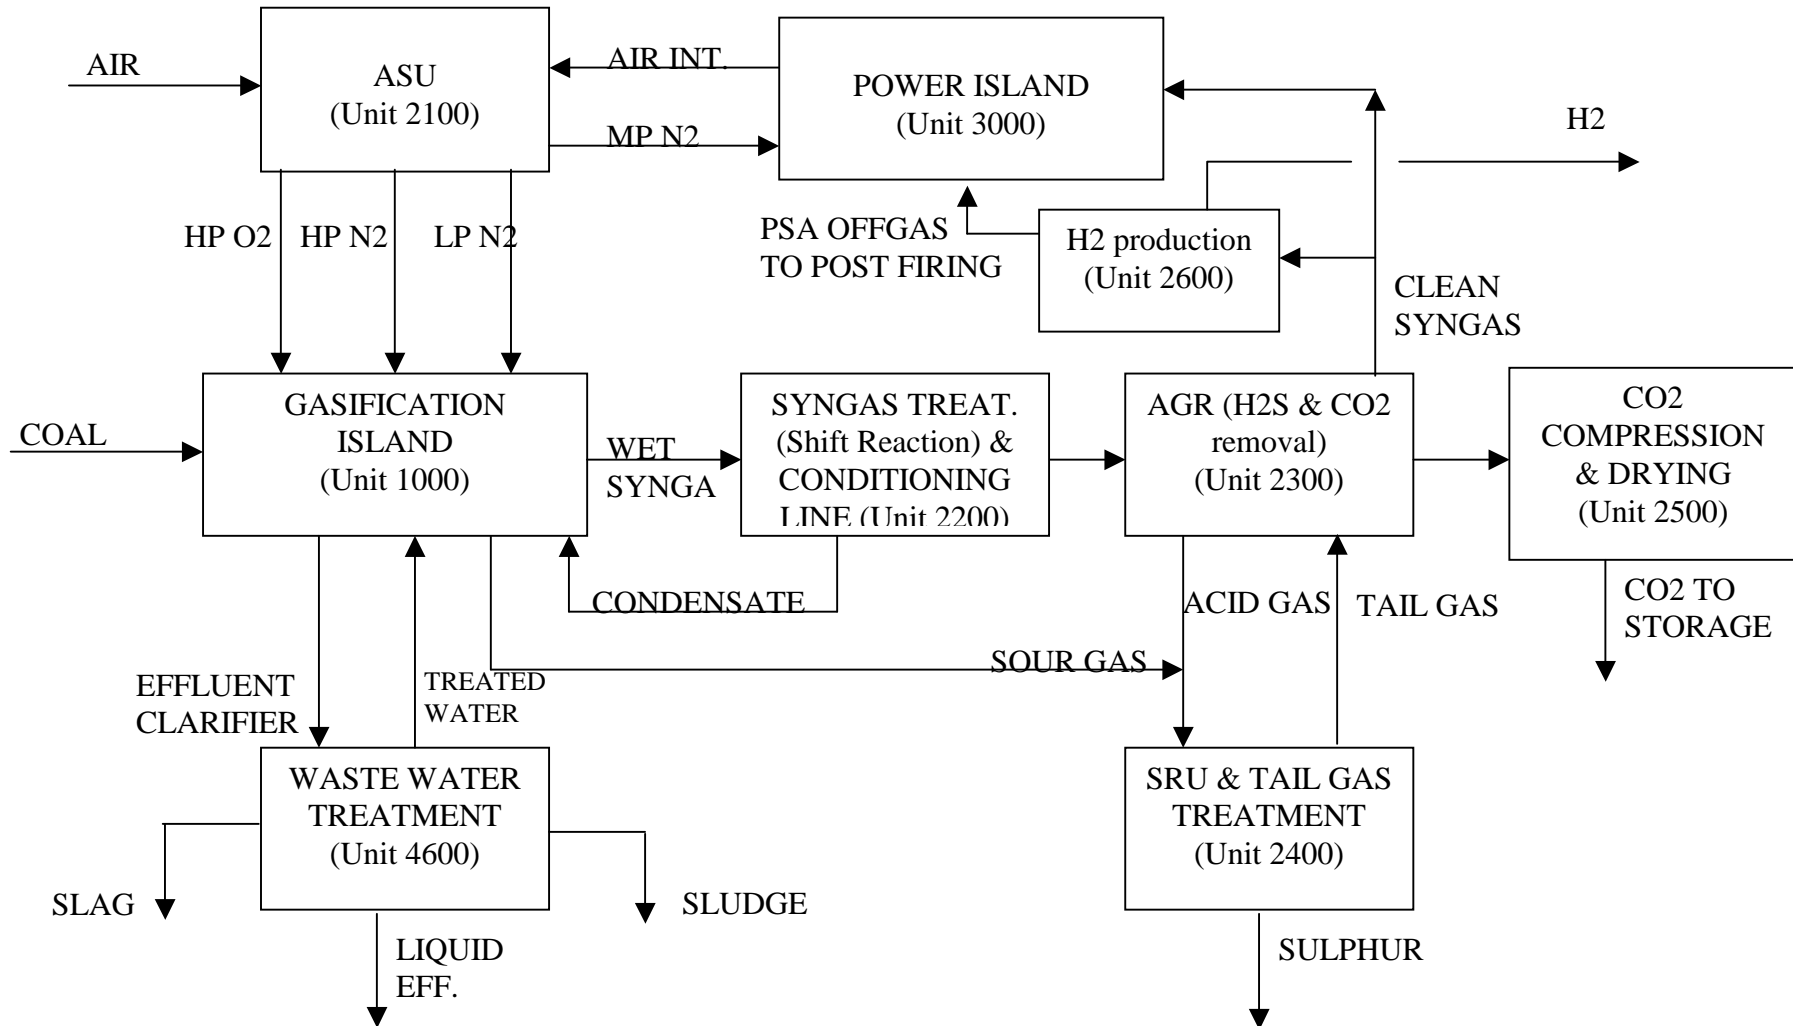 AIR
ASU
(Unit 2100)
AIR INT.
MP N2
POWER ISLAND
(Unit 3000)
H2
HP O2
HP N2
LP N2
PSA OFFGAS
TO POST FIRING
H2 production
(Unit 2600)
CLEAN
SYNGAS
COAL
GASIFICATION
ISLAND
(Unit 1000)
WET
SYNGA
SYNGAS TREAT.
(Shift Reaction) &
CONDITIONING
LINE (Unit 2200)
AGR (H2S & CO2
removal)
(Unit 2300)
CO2
COMPRESSION
& DRYING
(Unit 2500)
CONDENSATE
ACID GAS
TAIL GAS
CO2 TO
STORAGE
SOUR GAS
EFFLUENT
CLARIFIER
TREATED
WATER
WASTE WATER
TREATMENT
(Unit 4600)
SRU & TAIL GAS
TREATMENT
(Unit 2400)
SLAG
SLUDGE
LIQUID
EFF.
SULPHUR